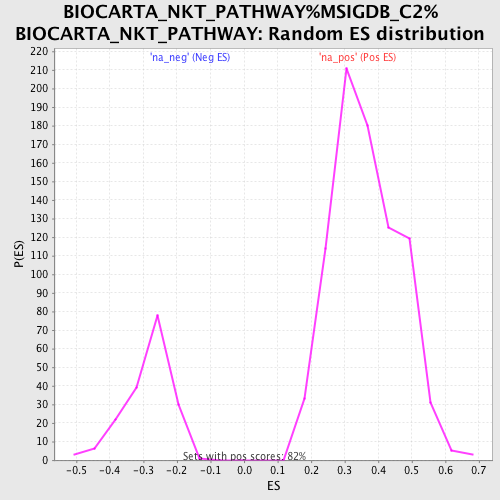 BIOCARTA_NKT_PATHWAY%MSIGDB_C2%
BIOCARTA_NKT_PATHWAY: Random ES distribution
'na_neg' (Neg ES)
'na_pos' (Pos ES)
220
210
200
190
180
170
160
150
140
130
120
110
100
90
80
70
60
50
40
30
20
10
0
P(ES)
Sets with pos scores: 82%
-0.5 -0.4 -0.3 -0.2 -0.1 0.0 0.1 0.2 0.3 0.4 0.5 0.6 0.7
ES